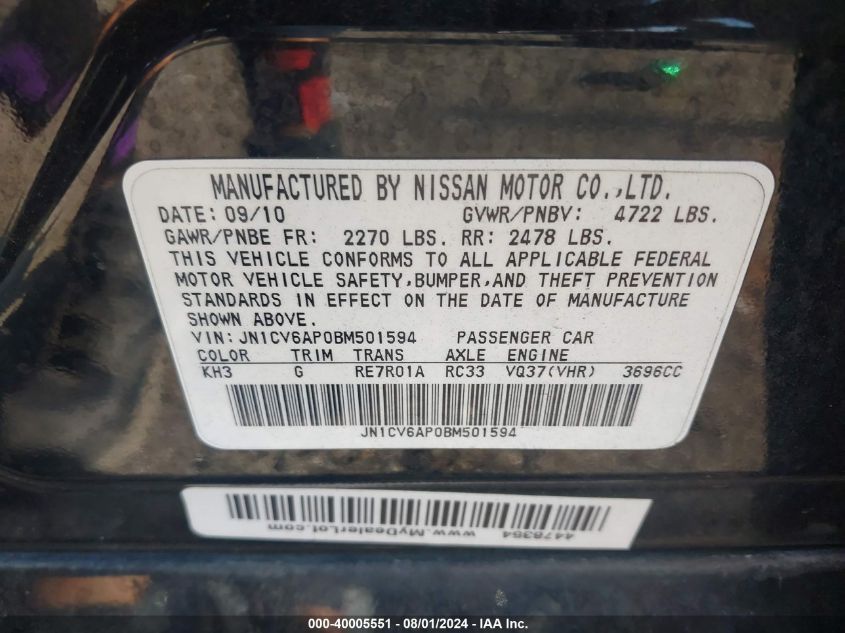 MANUFACTURED BY NISSAN MOTOR CO.,LTD.
DATE: 09/10 GVWR/PNBV: 4722 LBS.
GAWR/PNBE FR: 2270 LBS. RR: 2478 LBS.
THIS VEHICLE CONFORMS TO ALL APPLICABLE FEDERAL
MOTOR VEHICLE SAFETY,BUMPER,AND THEFT PREVENTION
STANDARDS IN EFFECT ON THE DATE OF MANUFACTURE
SHOWN ABOVE.
VIN:JN1CV6AP0BM501594 PASSENGER CAR
COLOR TRIM TRANS AXLE ENGINE
KH3 G RE7R01A RC33 VQ37(VHR) 3696CC
JN1CV6AP0BM501594
4478364 www.MyDealerLot.com
000-40005551 - 08/01/2024 - IAA Inc.